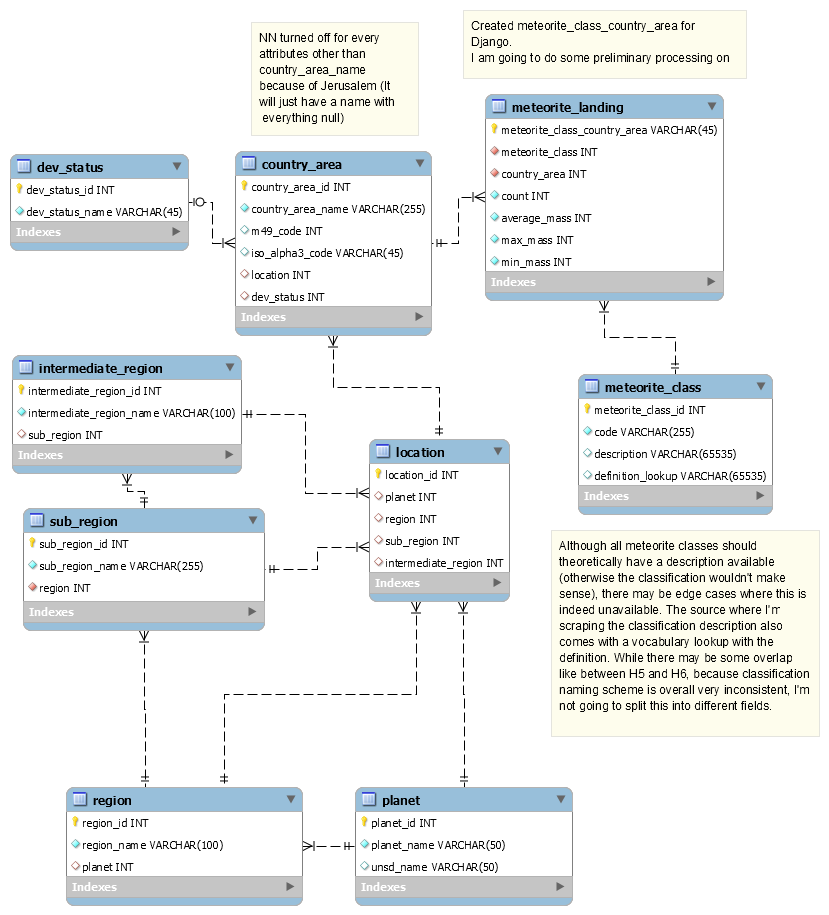 NN turned off for every
attributes other than
country_area_name
because of Jerusalem (It
will just have a name with
everything null)
Created meteorite_class_country_area for
Django.
I am going to do some preliminary processing on
dev_status
dev_status_id INT
dev_status_name VARCHAR(45)
Indexes
country_area
country_area_id INT
country_area_name VARCHAR(255)
m49_code INT
iso_alpha3_code VARCHAR(45)
location INT
dev_status INT
Indexes
meteorite_landing
meteorite_class_country_area VARCHAR(45)
meteorite_class INT
country_area INT
count INT
average_mass INT
max_mass INT
min_mass INT
Indexes
intermediate_region
intermediate_region_id INT
intermediate_region_name VARCHAR(100)
sub_region INT
Indexes
meteorite_class
meteorite_class_id INT
code VARCHAR(255)
description VARCHAR(65535)
definition_lookup VARCHAR(65535)
Indexes
location
location_id INT
planet INT
region INT
sub_region INT
intermediate_region INT
Indexes
sub_region
sub_region_id INT
sub_region_name VARCHAR(255)
region INT
Indexes
Although all meteorite classes should
theoretically have a description available
(otherwise the classification wouldn't make
sense), there may be edge cases where this is
indeed unavailable. The source where I'm
scraping the classification description also
comes with a vocabulary lookup with the
definition. While there may be some overlap
like between H5 and H6, because classification
naming scheme is overall very inconsistent, I'm
not going to split this into different fields.
region
region_id INT
region_name VARCHAR(100)
planet INT
Indexes
planet
planet_id INT
planet_name VARCHAR(50)
unsd_name VARCHAR(50)
Indexes